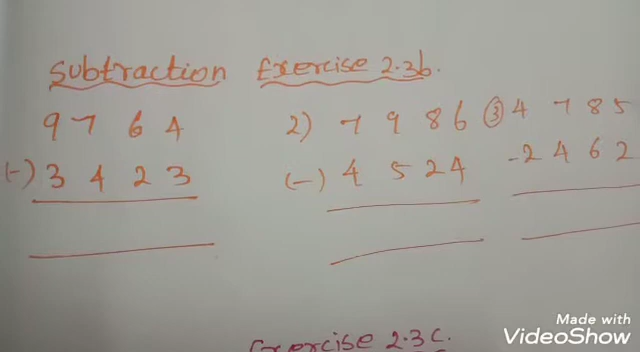 Subtraction Exercise 2.3b.
9 7 6 4 2) 7 9 8 6 ③ 4 7 8 5
(-) 3 4 2 3 (-) 4 5 2 4 - 2 4 6 2
Exercise 2.3C.
Made with
VideoShow